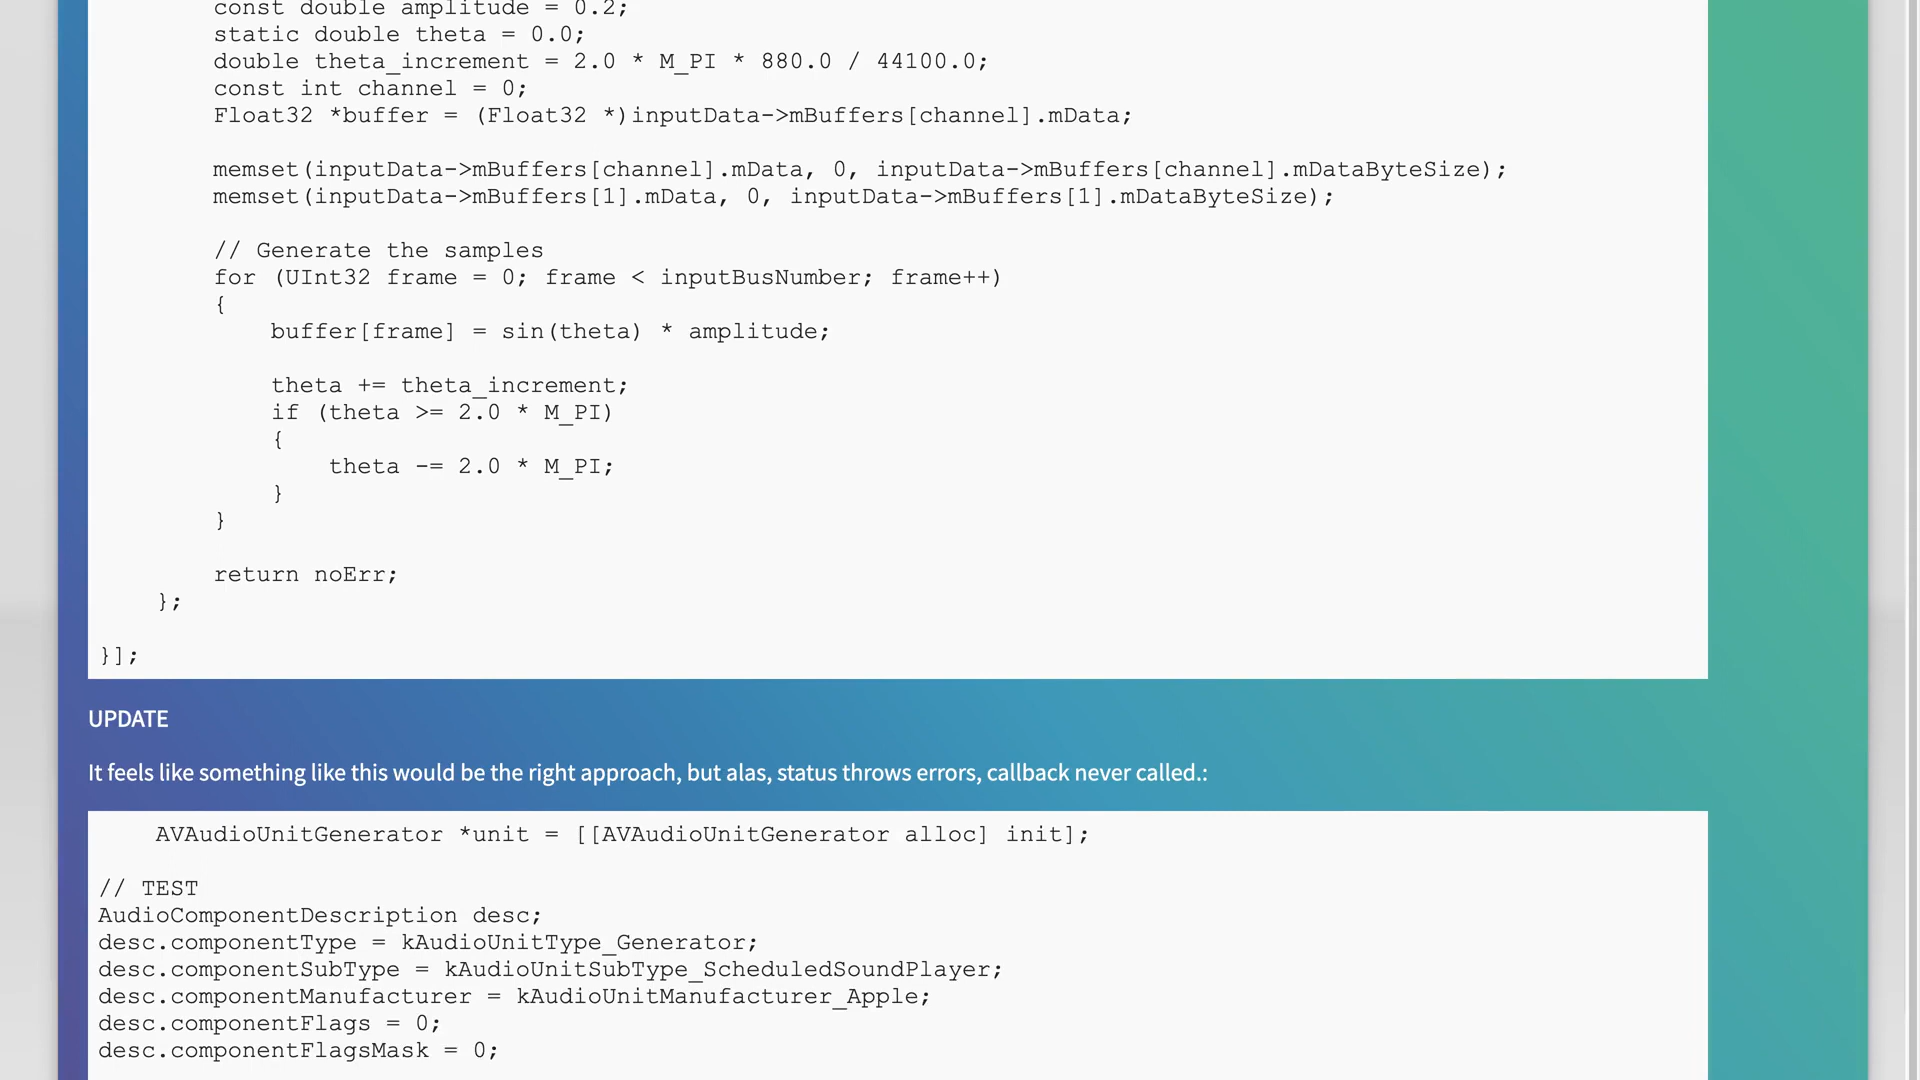 const double amplitude = 0.2;
static double theta = 0.0;
double theta_increment = 2.0 * M_PI * 880.0 / 44100.0;
const int channel = 0;
Float32 *buffer = (Float32 *)inputData->mBuffers[channel].mData;
memset(inputData->mBuffers[channel].mData, 0, inputData->mBuffers[channel].mDataByteSize);
memset(inputData->mBuffers[1].mData, 0, inputData->mBuffers[1].mDataByteSize);
// Generate the samples
for (UInt32 frame = 0; frame < inputBusNumber; frame++)
{
buffer[frame] = sin(theta) * amplitude;
theta += theta_increment;
if (theta >= 2.0 * M_PI)
{
theta -= 2.0 * M_PI;
}
}
return noErr;
};
}];
UPDATE
It feels like something like this would be the right approach, but alas, status throws errors, callback never called.:
AVAudioUnitGenerator *unit = [[AVAudioUnitGenerator alloc] init];
// TEST
AudioComponentDescription desc;
desc.componentType = kAudioUnitType_Generator;
desc.componentSubType = kAudioUnitSubType_ScheduledSoundPlayer;
desc.componentManufacturer = kAudioUnitManufacturer_Apple;
desc.componentFlags = 0;
desc.componentFlagsMask = 0;